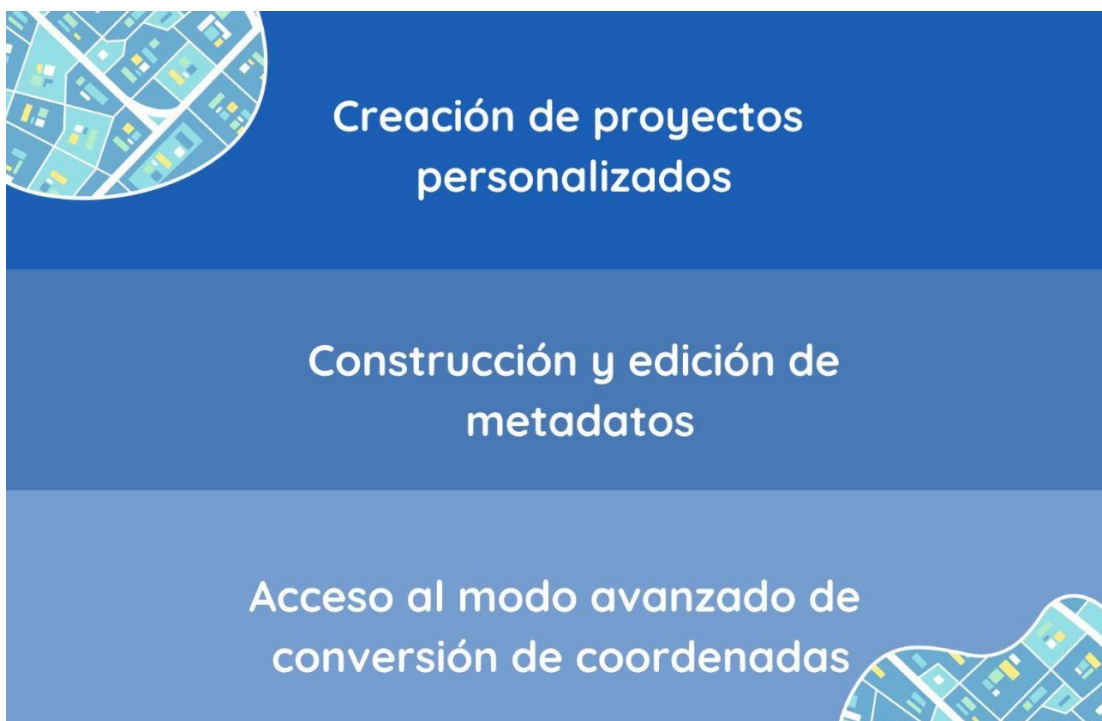 Creación de proyectos
personalizados
Construcción y edición de
metadatos
Acceso al modo avanzado de
conversión de coordenadas